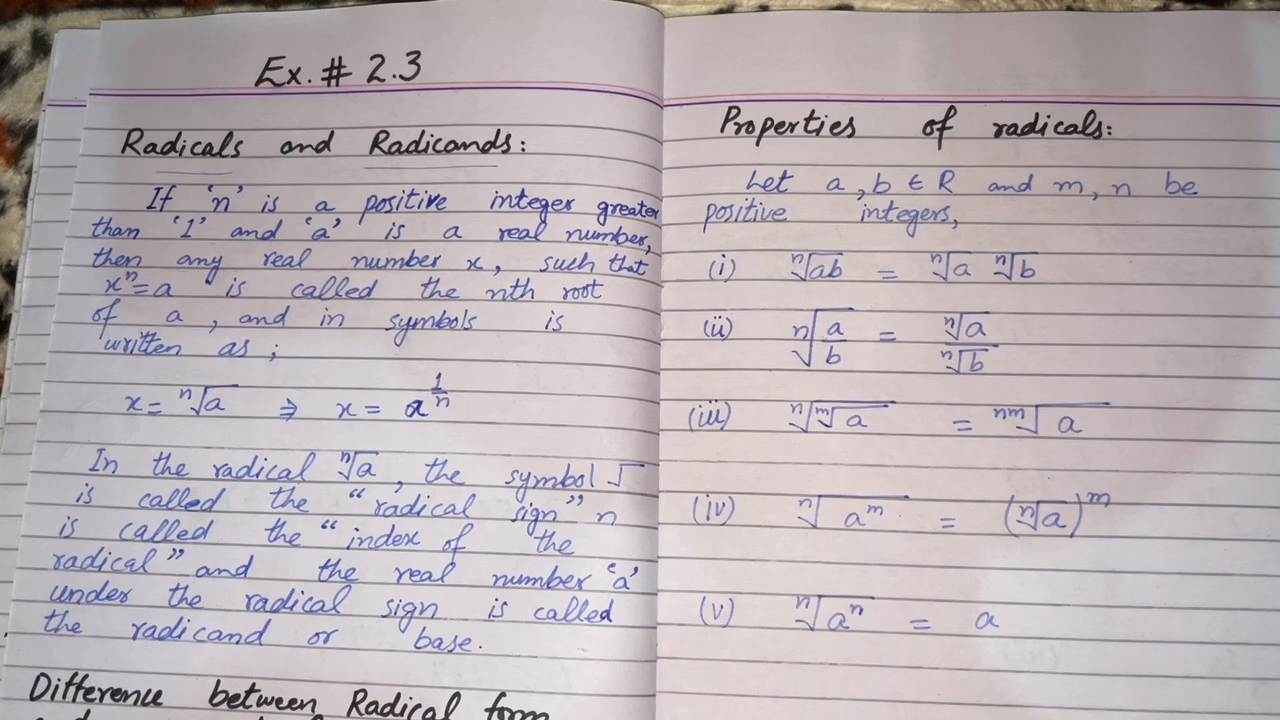 Ex. # 2.3
Radicals and Radicands:
If 'n' is a positive integer greater
than '1' and 'a' is a real number,
then any real number x, such that
xⁿ=a is called the nth root
of a, and in symbols is
written as;
x = ⁿ√a ⇒ x = a^(1/n)
In the radical ⁿ√a, the symbol √
is called the "radical sign" n
is called the "index of the
radical" and the real number 'a'
under the radical sign is called
the radicand or base.
Difference between Radical form
Properties of radicals:
Let a, b ∈ R and m, n be
positive integers,
(i) ⁿ√ab = ⁿ√a ⁿ√b
(ii) ⁿ√(a/b) = ⁿ√a / ⁿ√b
(iii) ⁿ√(ᵐ√a) = ⁿᵐ√a
(iv) ⁿ√(aᵐ) = (ⁿ√a)ᵐ
(v) ⁿ√(aⁿ) = a